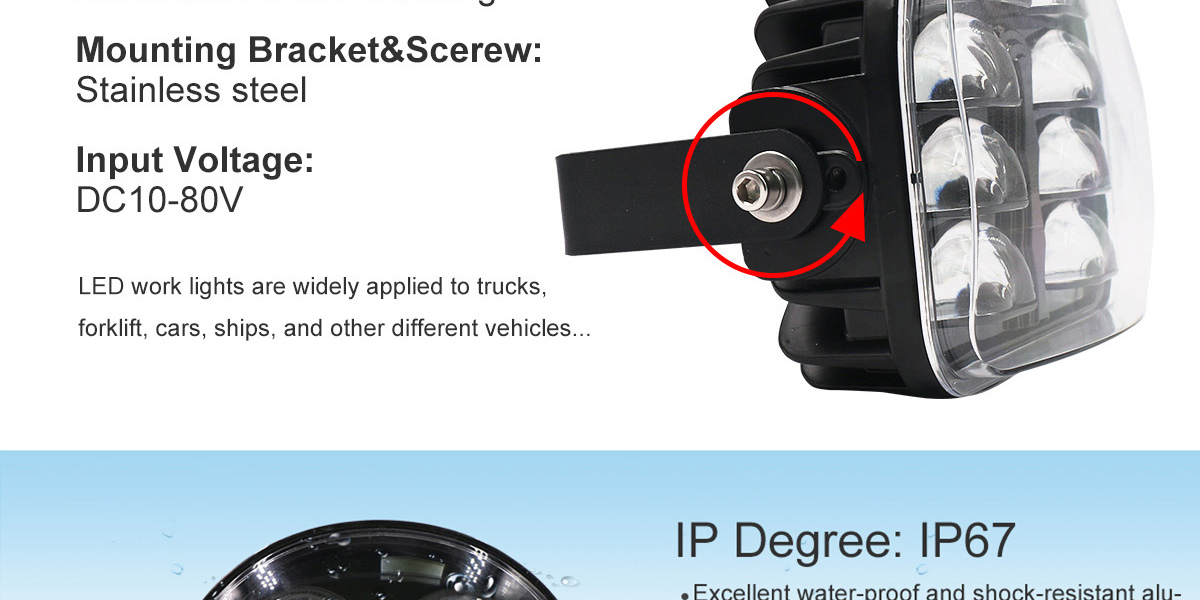 Mounting Bracket&Scerew:
Stainless steel
Input Voltage:
DC10-80V
LED work lights are widely applied to trucks,
forklift, cars, ships, and other different vehicles...
IP Degree: IP67
•Excellent water-proof and shock-resistant alu-